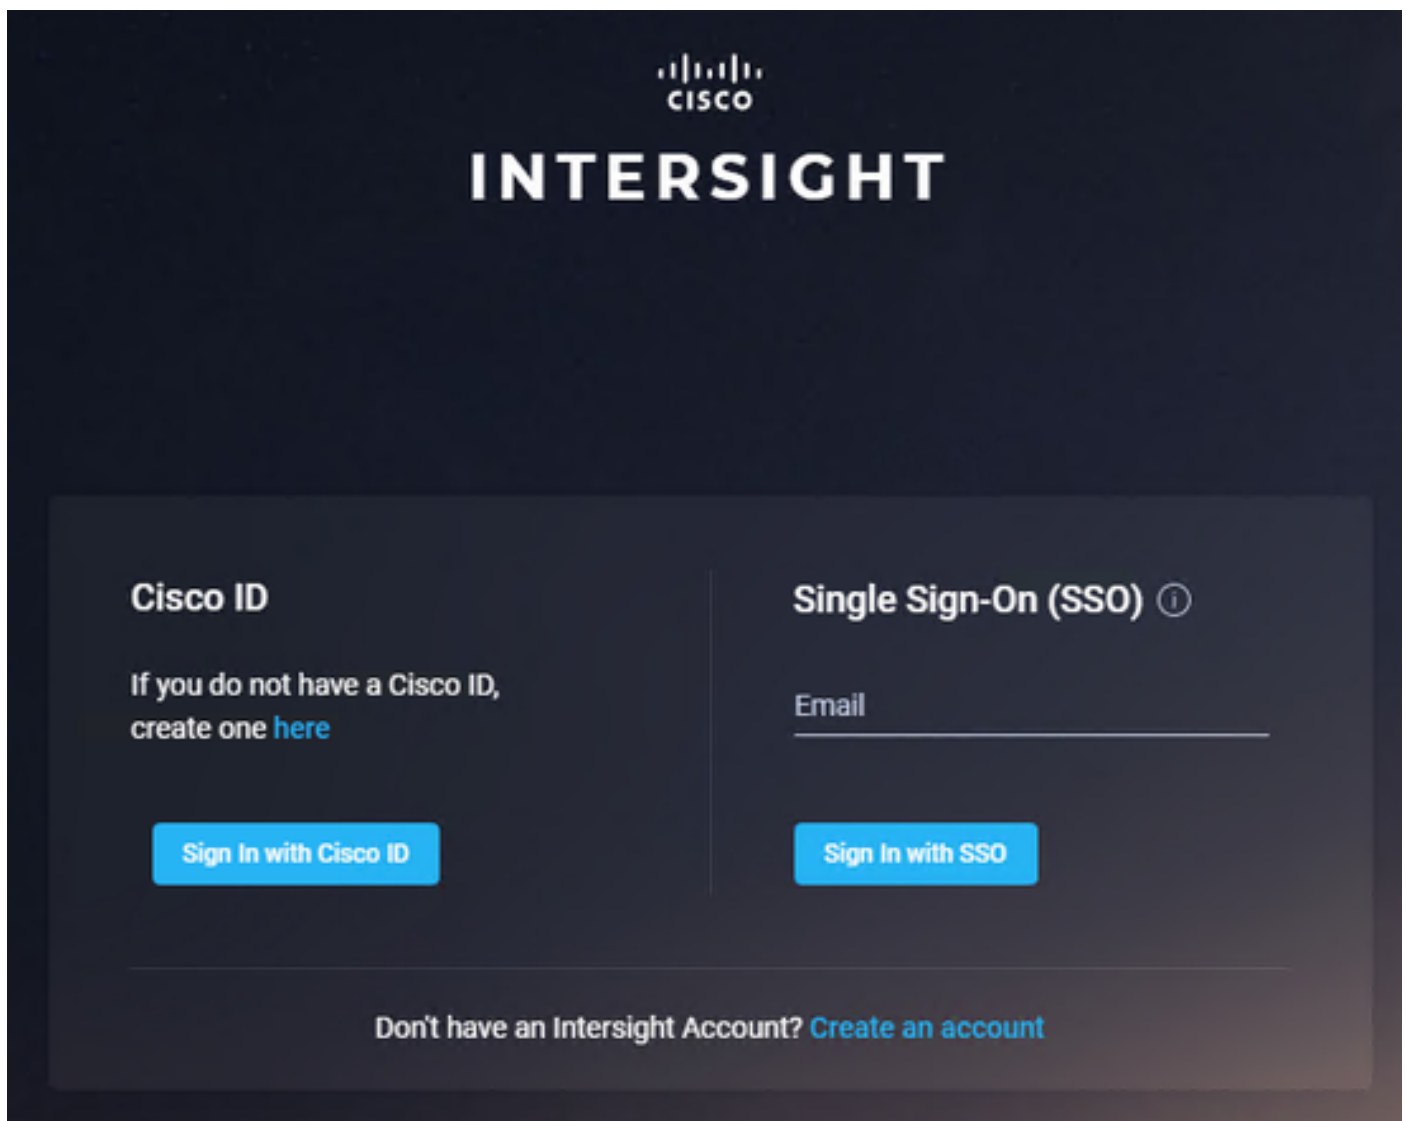 CISCO
INTERSIGHT
Cisco ID
If you do not have a Cisco ID,
create one here
Sign In with Cisco ID
Single Sign-On (SSO)
Email
Sign In with SSO
Don't have an Intersight Account? Create an account